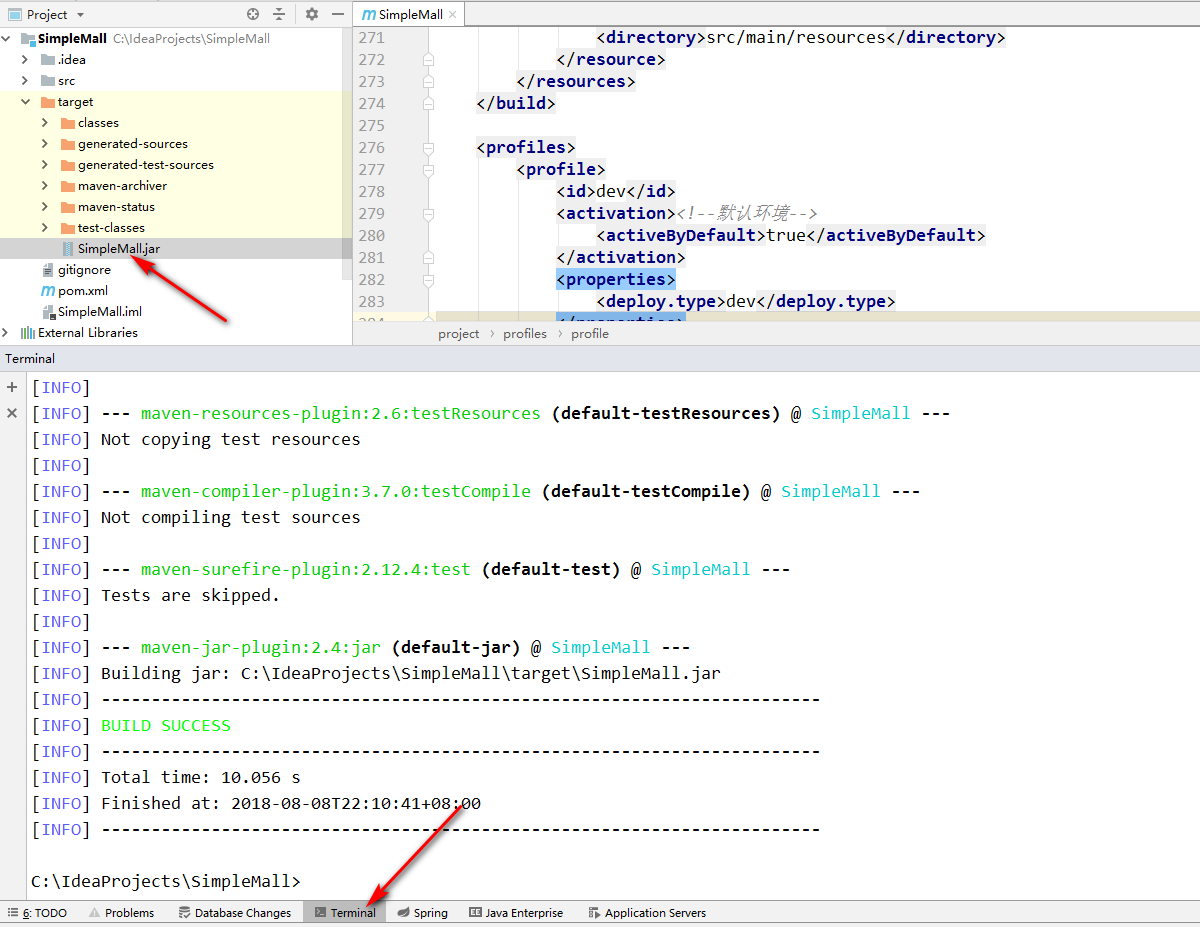 Project
SimpleMall C:\IdeaProjects\SimpleMall
.idea
src
target
classes
generated-sources
generated-test-sources
maven-archiver
maven-status
test-classes
SimpleMall.jar
gitignore
pom.xml
SimpleMall.iml
External Libraries
SimpleMall
271 <directory>src/main/resources</directory>
272 </resource>
273 </resources>
274 </build>
275
276 <profiles>
277 <profile>
278 <id>dev</id>
279 <activation><!--默认环境-->
280 <activeByDefault>true</activeByDefault>
281 </activation>
282 <properties>
283 <deploy.type>dev</deploy.type>
284 </properties>
project › profiles › profile
Terminal
[INFO]
[INFO] --- maven-resources-plugin:2.6:testResources (default-testResources) @ SimpleMall ---
[INFO] Not copying test resources
[INFO]
[INFO] --- maven-compiler-plugin:3.7.0:testCompile (default-testCompile) @ SimpleMall ---
[INFO] Not compiling test sources
[INFO]
[INFO] --- maven-surefire-plugin:2.12.4:test (default-test) @ SimpleMall ---
[INFO] Tests are skipped.
[INFO]
[INFO] --- maven-jar-plugin:2.4:jar (default-jar) @ SimpleMall ---
[INFO] Building jar: C:\IdeaProjects\SimpleMall\target\SimpleMall.jar
[INFO] ------------------------------------------------------------------------
[INFO] BUILD SUCCESS
[INFO] ------------------------------------------------------------------------
[INFO] Total time: 10.056 s
[INFO] Finished at: 2018-08-08T22:10:41+08:00
[INFO] ------------------------------------------------------------------------
C:\IdeaProjects\SimpleMall>
6: TODO Problems Database Changes Terminal Spring Java Enterprise Application Servers